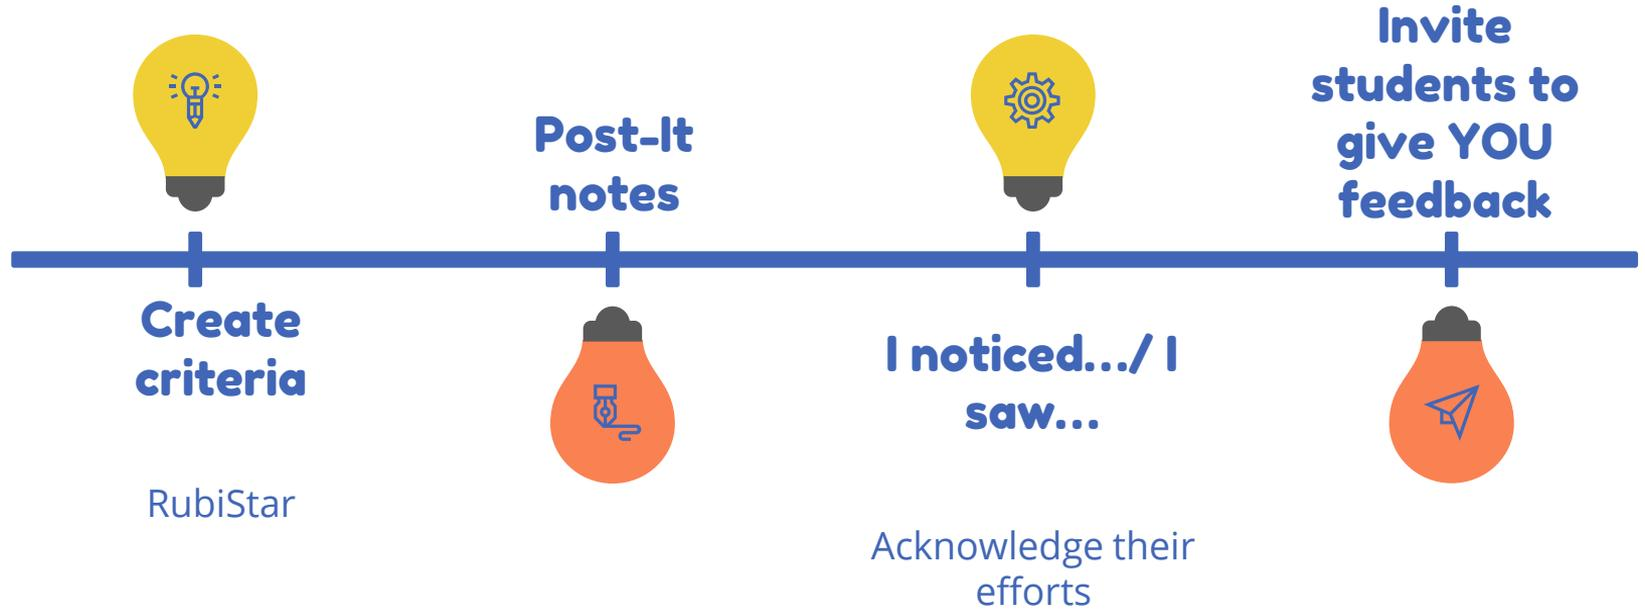 Create
criteria
RubiStar
Post-It
notes
I noticed.../ I
saw...
Acknowledge their
efforts
Invite
students to
give YOU
feedback